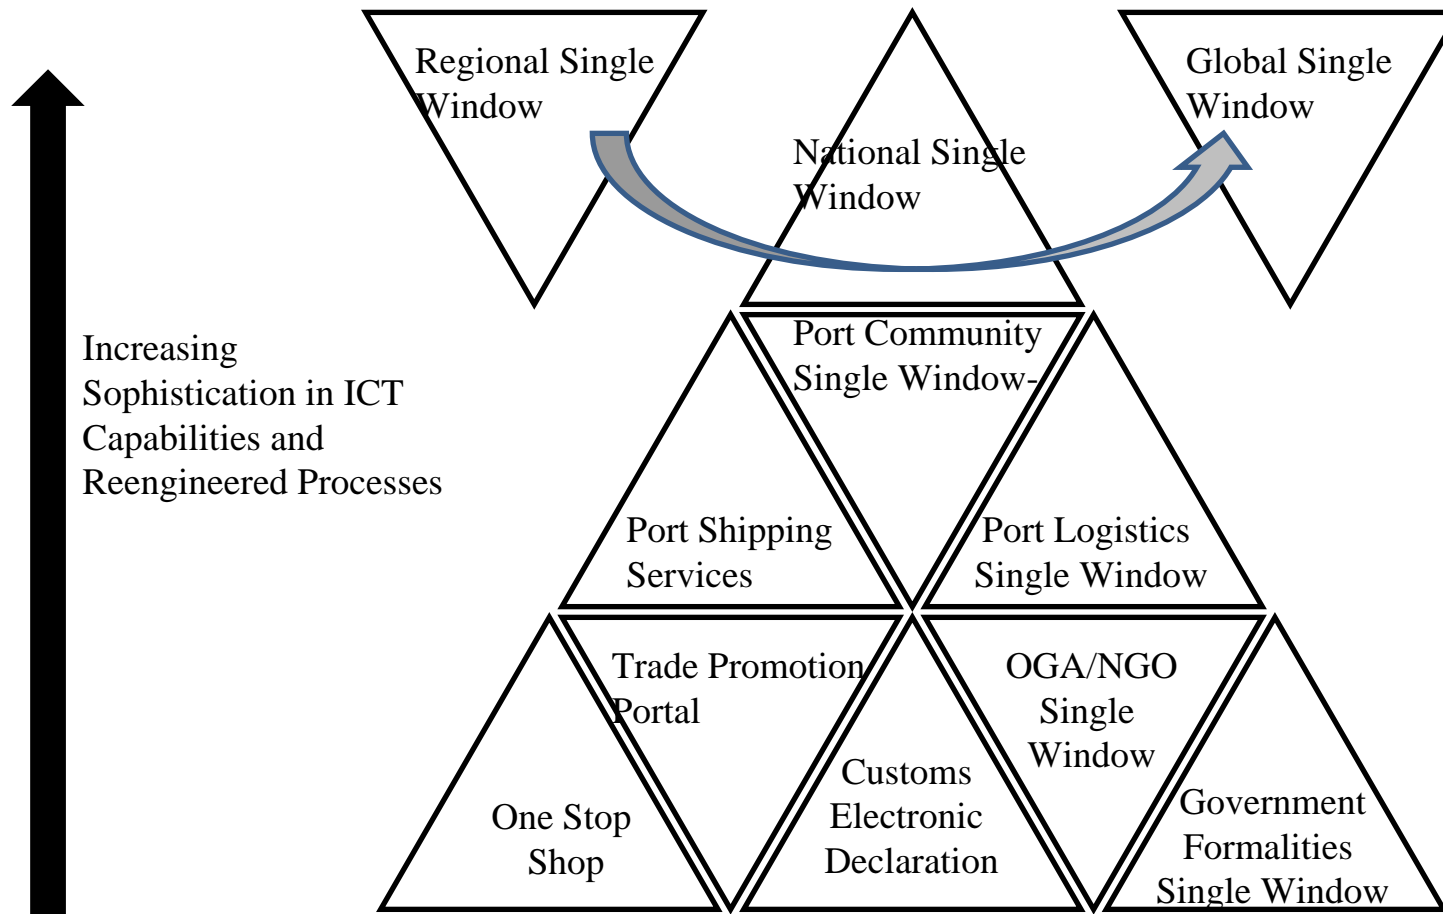 Regional Single
Window
National Single
Window
Global Single
Window
Increasing
Sophistication in ICT
Capabilities and
Reengineered Processes
Port Community
Single Window-
Port Shipping
Services
Port Logistics
Single Window
One Stop
Shop
Trade Promotion
Portal
Customs
Electronic
Declaration
OGA/NGO
Single
Window
Government
Formalities
Single Window